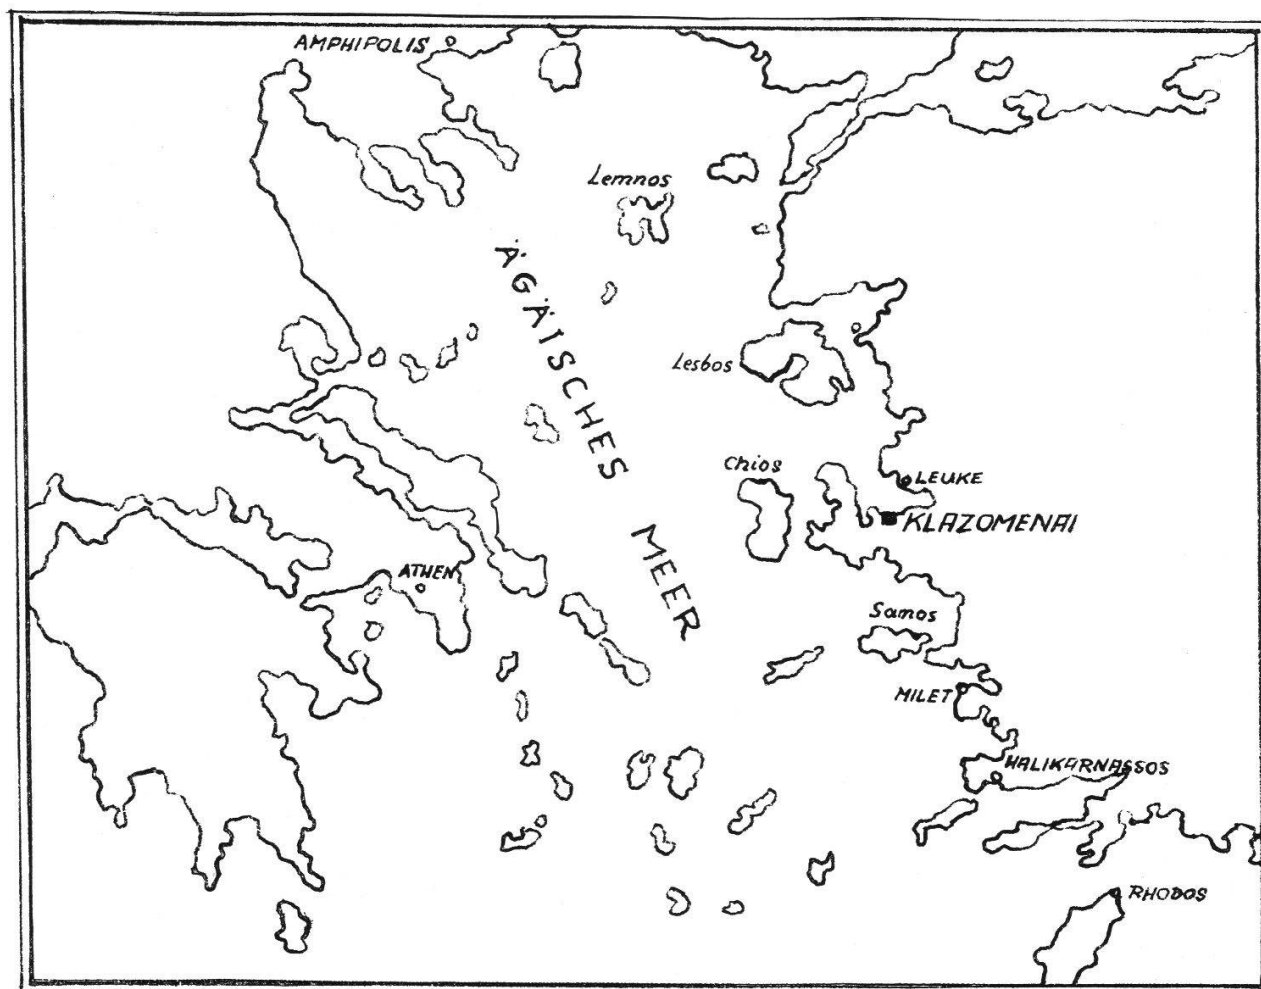 AMPHIPOLIS
Lemnos
ÄGÄISCHES MEER
Lesbos
Chios
LEUKE
KLAZOMENAI
ATHEN
Samos
MILET
HALIKARNASSOS
RHODOS